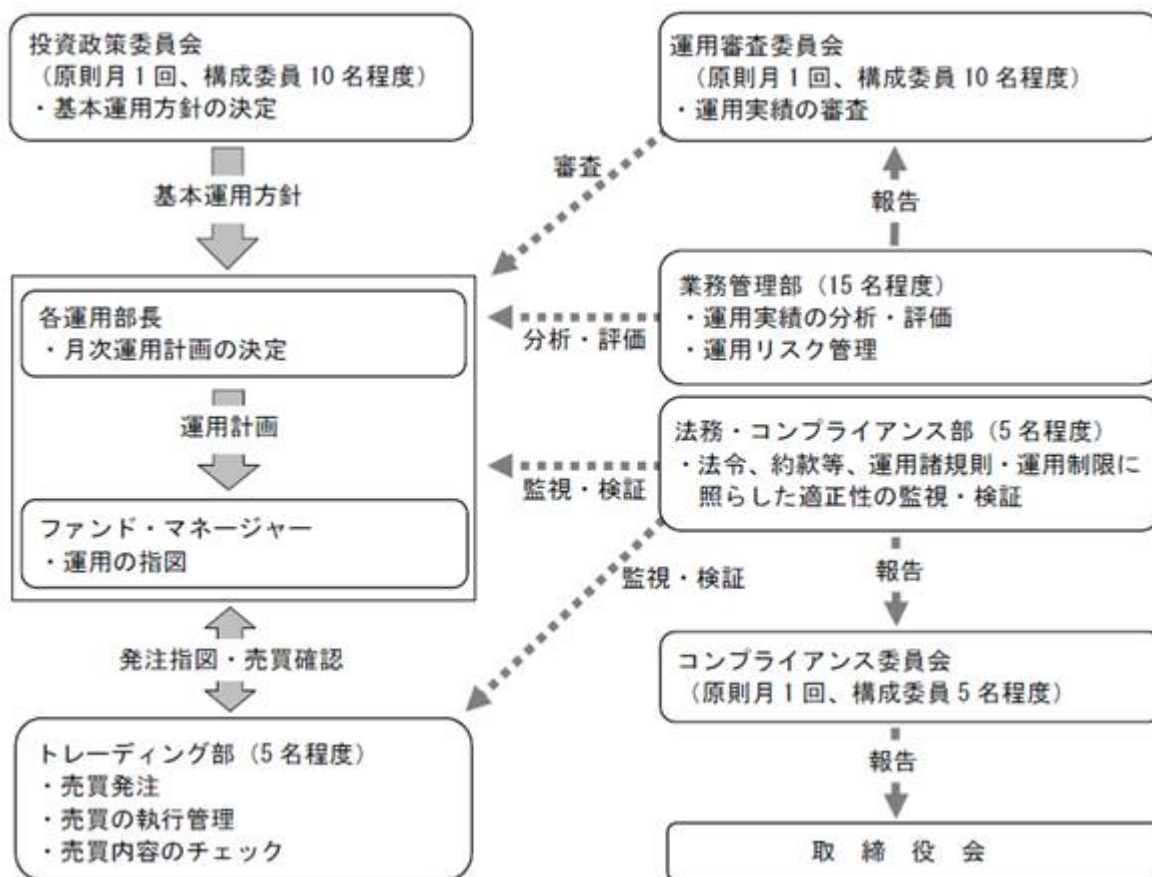 投資政策委員会
(原則月1回、構成委員10名程度)
・基本運用方針の決定
基本運用方針
各運用部長
・月次運用計画の決定
運用計画
ファンド・マネージャー
・運用の指図
発注指図・売買確認
トレーディング部(5名程度)
・売買発注
・売買の執行管理
・売買内容のチェック
運用審査委員会
(原則月1回、構成委員10名程度)
・運用実績の審査
審査
報告
業務管理部(15名程度)
・運用実績の分析・評価
・運用リスク管理
分析・評価
法務・コンプライアンス部(5名程度)
・法令、約款等、運用諸規則・運用制限に
照らした適正性の監視・検証
監視・検証
監視・検証
報告
コンプライアンス委員会
(原則月1回、構成委員5名程度)
報告
取 締 役 会